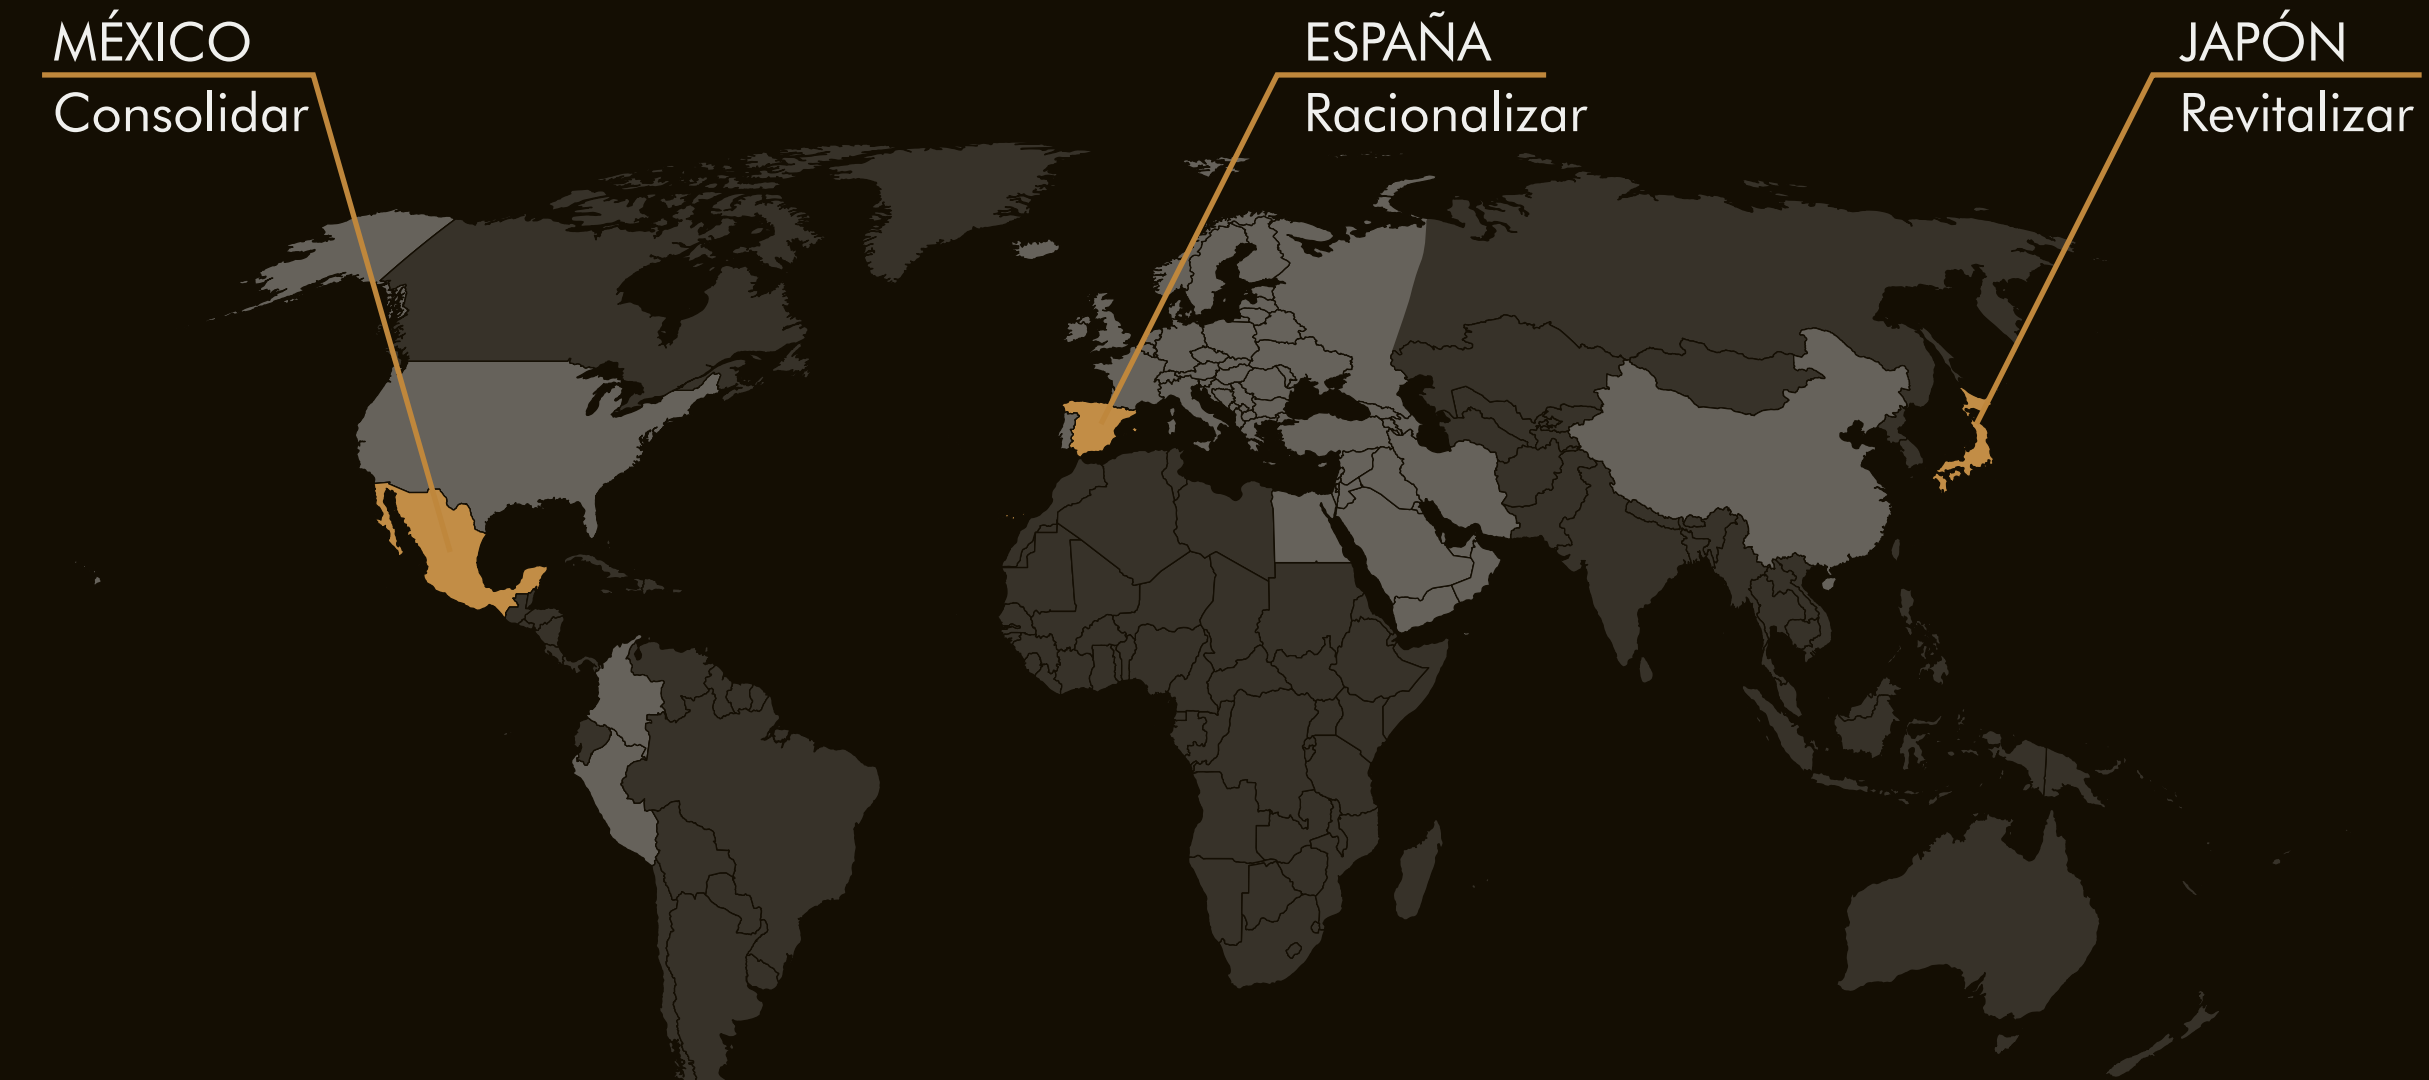 MÉXICO
Consolidar
ESPAÑA
Racionalizar
JAPÓN
Revitalizar